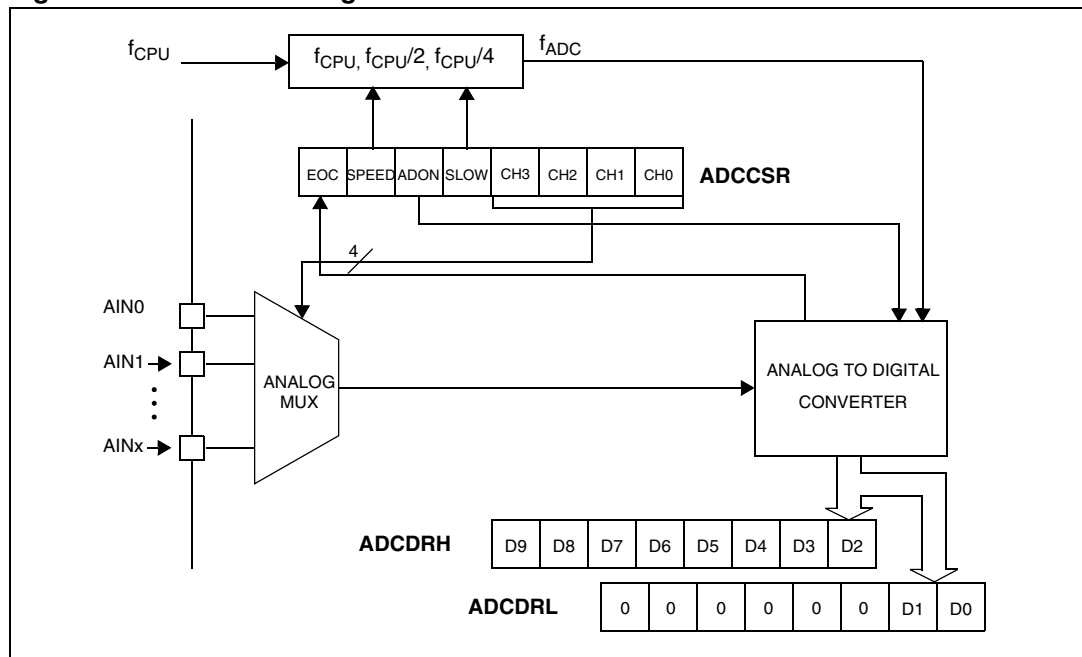 fCPU
fCPU, fCPU/2, fCPU/4
fADC
EOC SPEED ADON SLOW CH3 CH2 CH1 CH0
ADCCSR
4
AIN0
AIN1
AINx
ANALOG
MUX
ANALOG TO DIGITAL
CONVERTER
ADCDRH D9 D8 D7 D6 D5 D4 D3 D2
ADCDRL 0 0 0 0 0 0 D1 D0